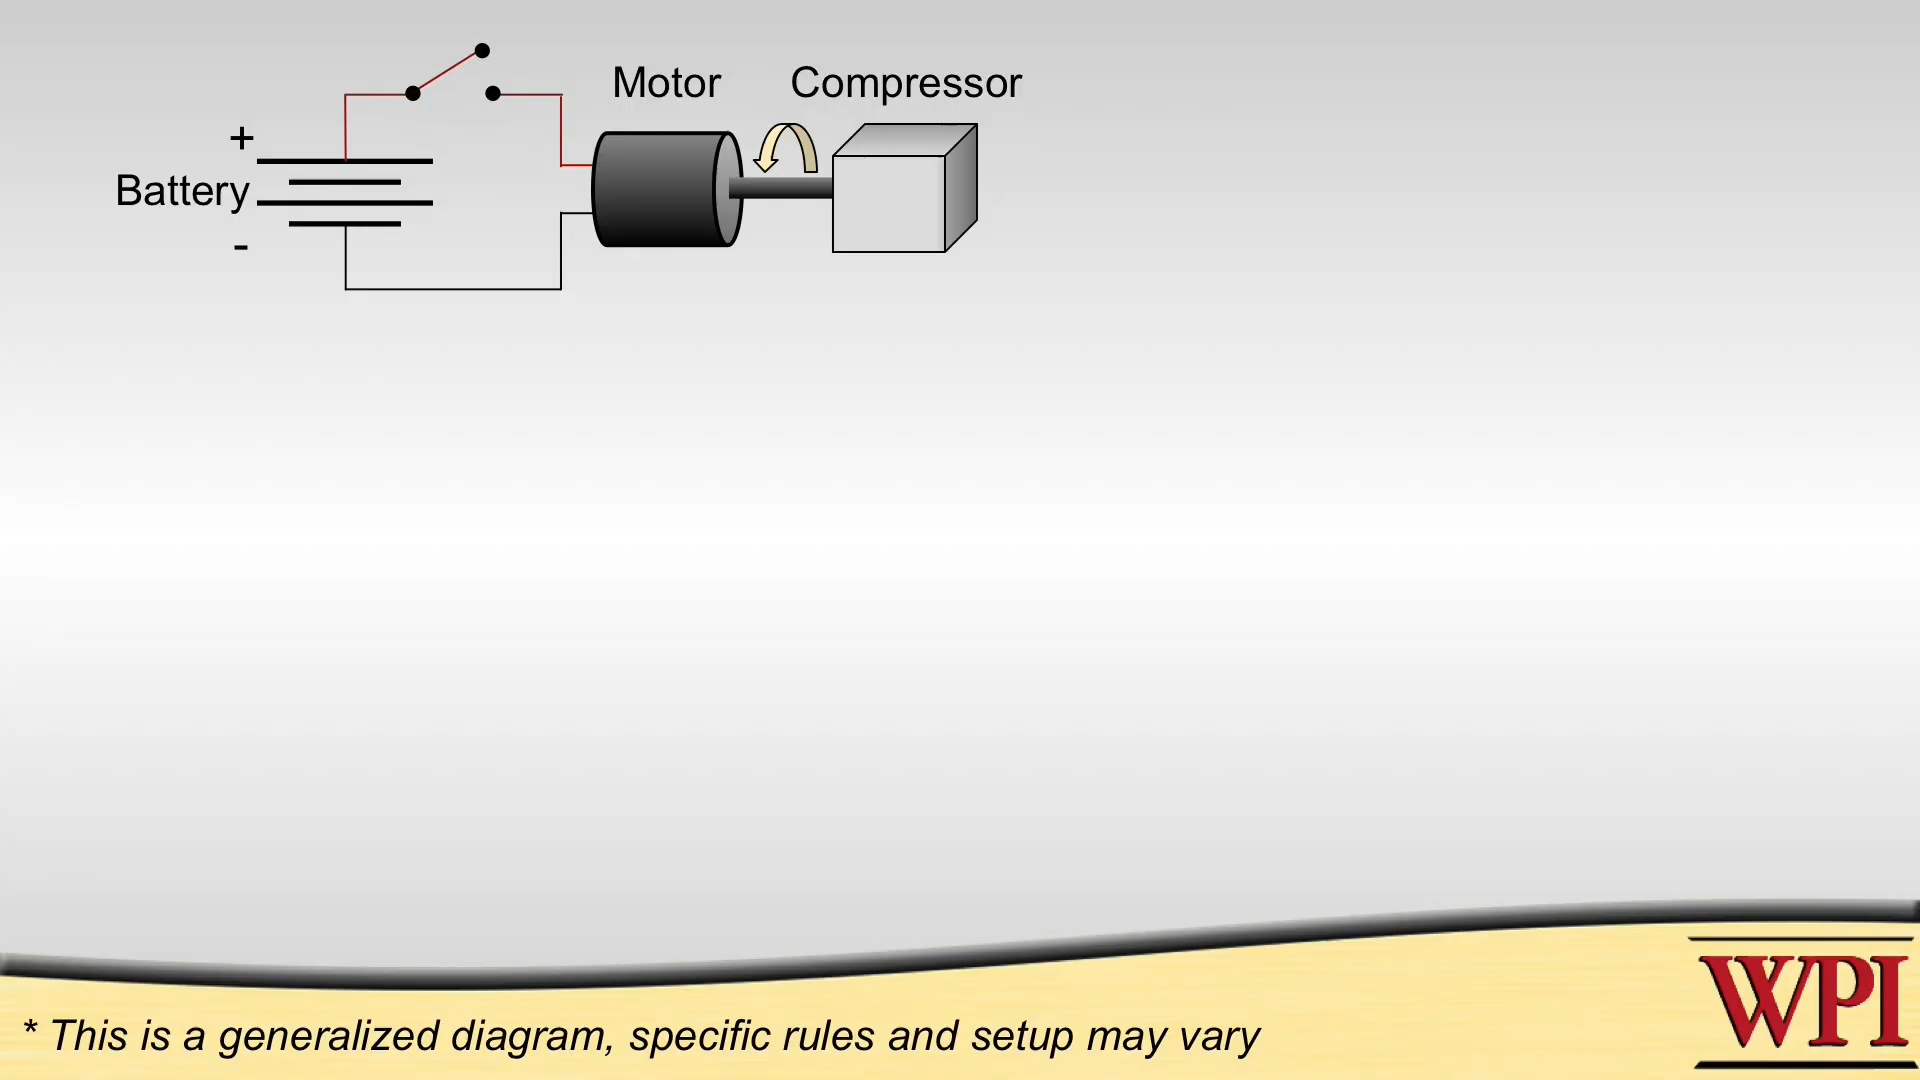 Motor
Compressor
+
Battery
-
* This is a generalized diagram, specific rules and setup may vary
WPI